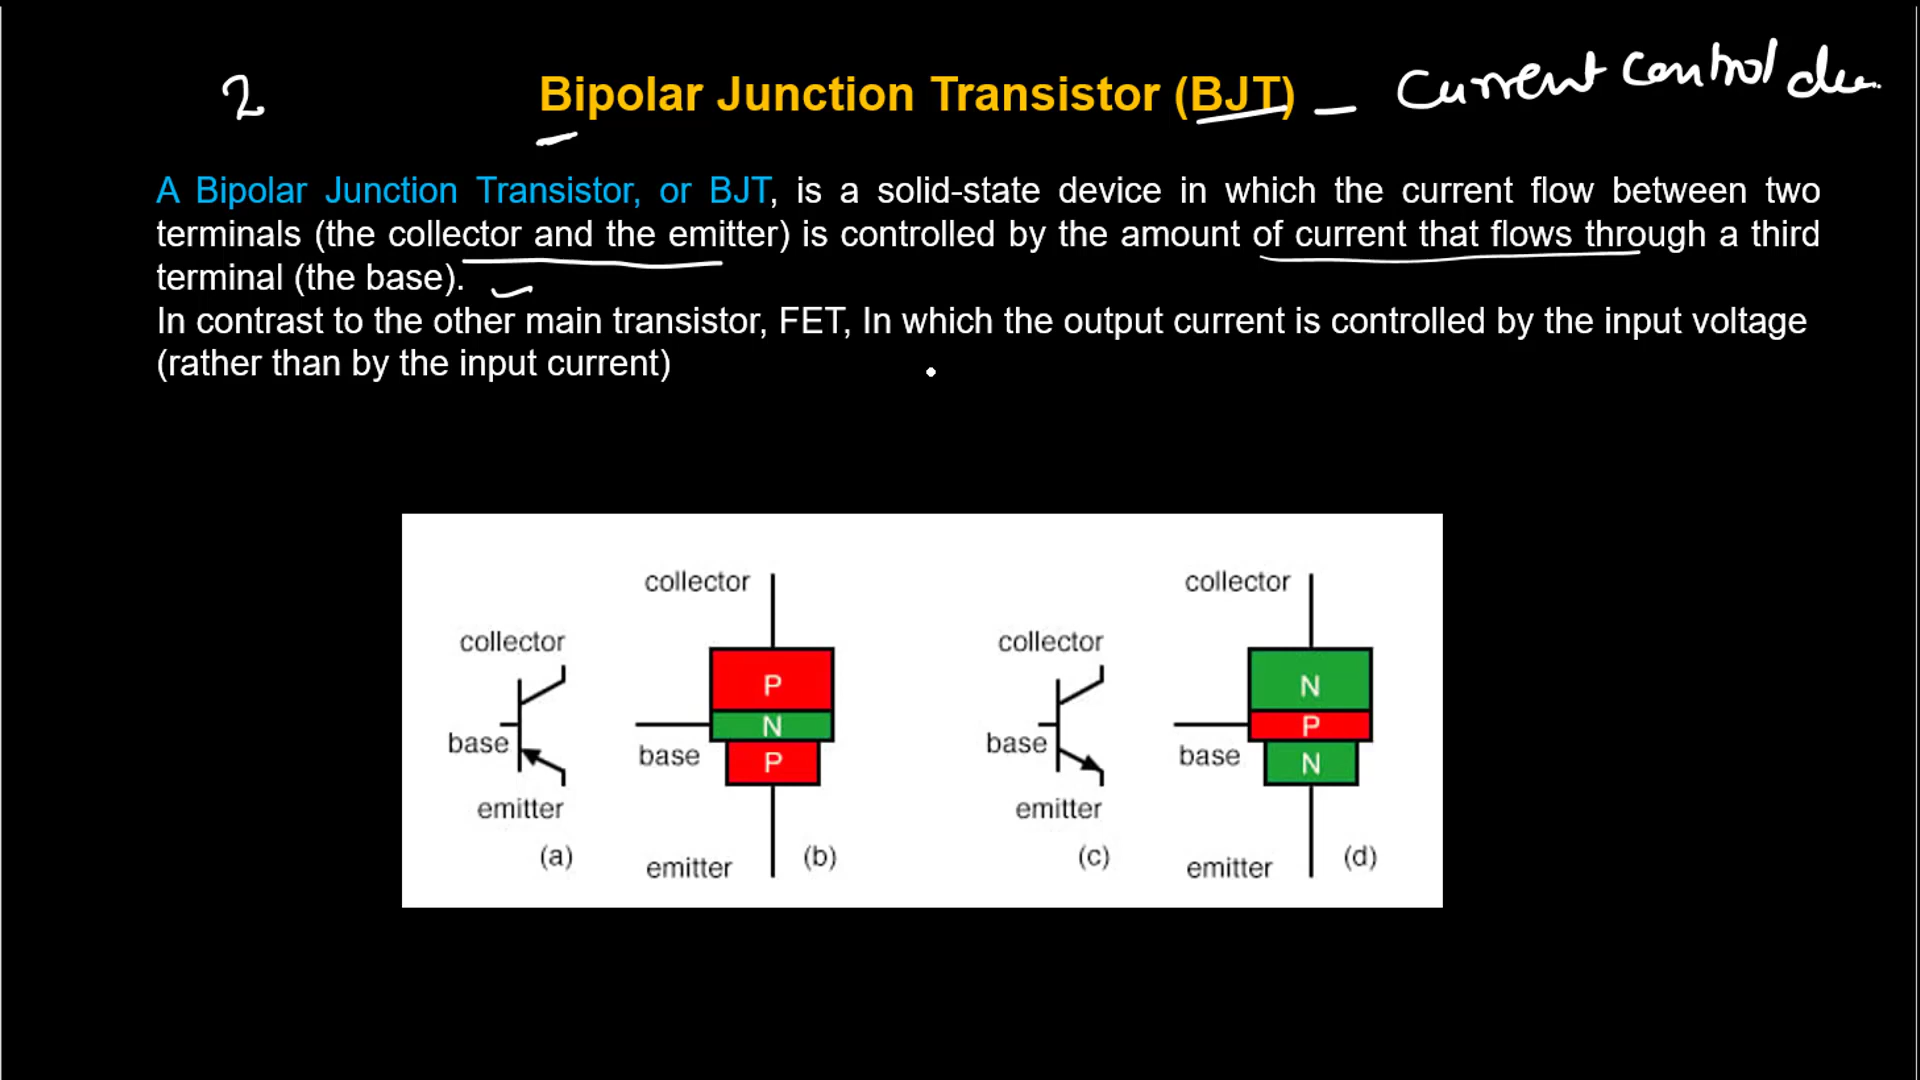 2
Bipolar Junction Transistor (BJT) - Current Control
A Bipolar Junction Transistor, or BJT, is a solid-state device in which the current flow between two
terminals (the collector and the emitter) is controlled by the amount of current that flows through a third
terminal (the base).
In contrast to the other main transistor, FET, In which the output current is controlled by the input voltage
(rather than by the input current)
collector
collector
collector
collector
P
N
N
P
base
base
base
base
P
N
emitter
emitter
(a)
emitter
(b)
(c)
emitter
(d)